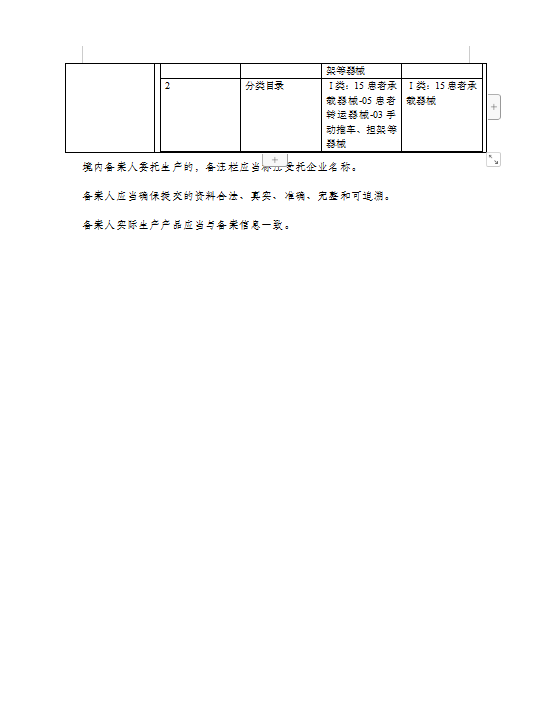 架等器械
2 分类目录 Ⅰ类：15 患者承 Ⅰ类：15 患者承
载器械-05 患者 载器械
转运器械-03 手
动推车、担架等
器械
境内备案人委托生产的，备注栏应当标注受托企业名称。
备案人应当确保提交的资料合法、真实、准确、完整和可追溯。
备案人实际生产产品应当与备案信息一致。